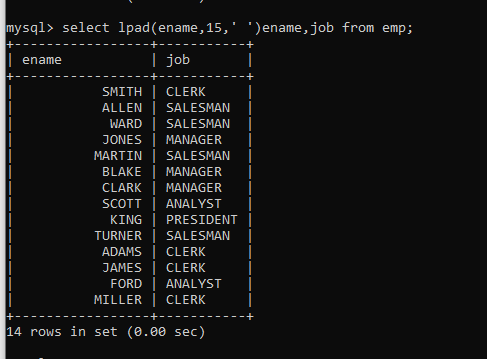 mysql> select lpad(ename,15,' ')ename,job from emp;
+-----------------+-----------+
| ename           | job       |
+-----------------+-----------+
|           SMITH | CLERK     |
|           ALLEN | SALESMAN  |
|            WARD | SALESMAN  |
|           JONES | MANAGER   |
|          MARTIN | SALESMAN  |
|           BLAKE | MANAGER   |
|           CLARK | MANAGER   |
|           SCOTT | ANALYST   |
|            KING | PRESIDENT |
|          TURNER | SALESMAN  |
|           ADAMS | CLERK     |
|           JAMES | CLERK     |
|            FORD | ANALYST   |
|          MILLER | CLERK     |
+-----------------+-----------+
14 rows in set (0.00 sec)